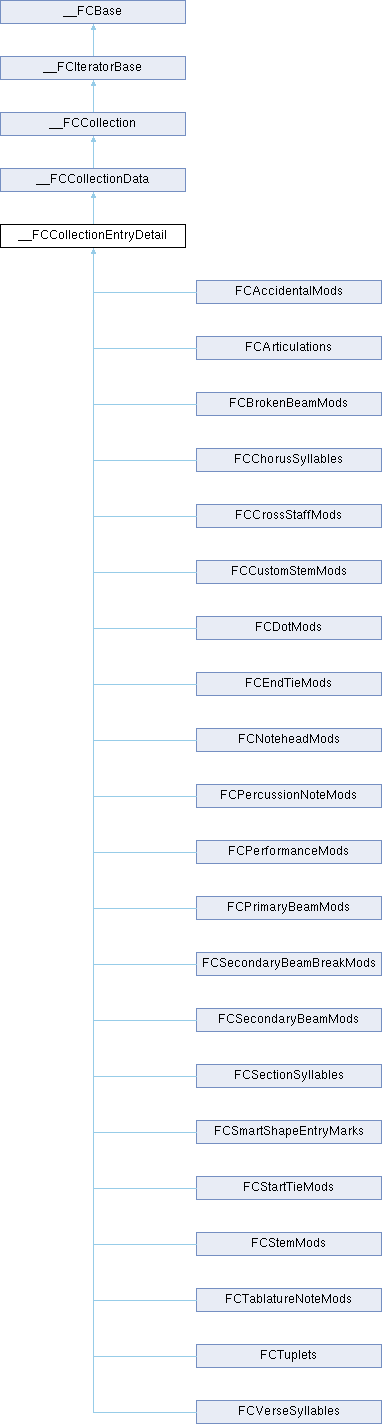 __FCBase
__FCIteratorBase
__FCCollection
__FCCollectionData
__FCCollectionEntryDetail
FCAccidentalMods
FCArticulations
FCBrokenBeamMods
FCChorusSyllables
FCCrossStaffMods
FCCustomStemMods
FCDotMods
FCEndTieMods
FCNoteheadMods
FCPercussionNoteMods
FCPerformanceMods
FCPrimaryBeamMods
FCSecondaryBeamBreakMods
FCSecondaryBeamMods
FCSectionSyllables
FCSmartShapeEntryMarks
FCStartTieMods
FCStemMods
FCTablatureNoteMods
FCTuplets
FCVerseSyllables